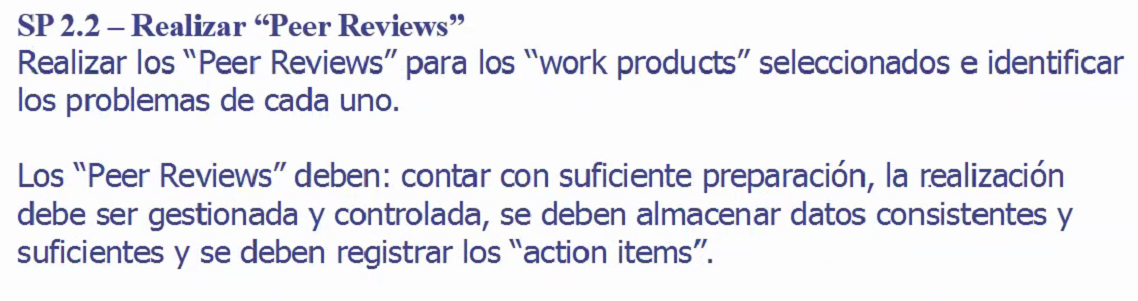 SP 2.2 – Realizar “Peer Reviews”
Realizar los “Peer Reviews” para los “work products” seleccionados e identificar
los problemas de cada uno.
Los “Peer Reviews” deben: contar con suficiente preparación, la realización
debe ser gestionada y controlada, se deben almacenar datos consistentes y
suficientes y se deben registrar los “action items”.